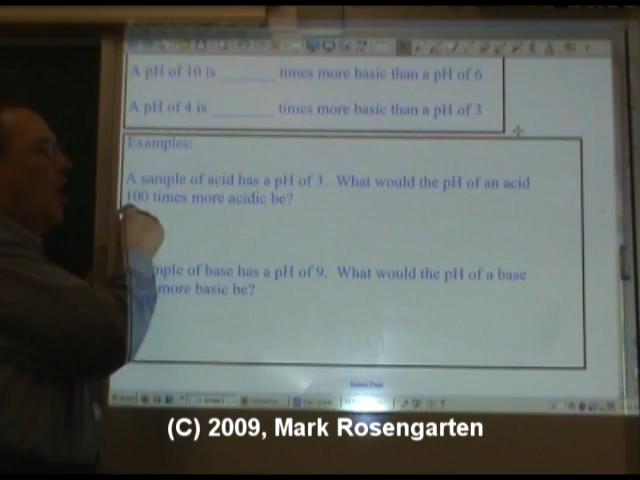 A pH of 10 is ______ times more basic than a pH of 6
A pH of 4 is ______ times more basic than a pH of 3
Examples:
A sample of acid has a pH of 3. What would the pH of an acid
100 times more acidic be?
mple of base has a pH of 9. What would the pH of a base
more basic be?
(C) 2009, Mark Rosengarten